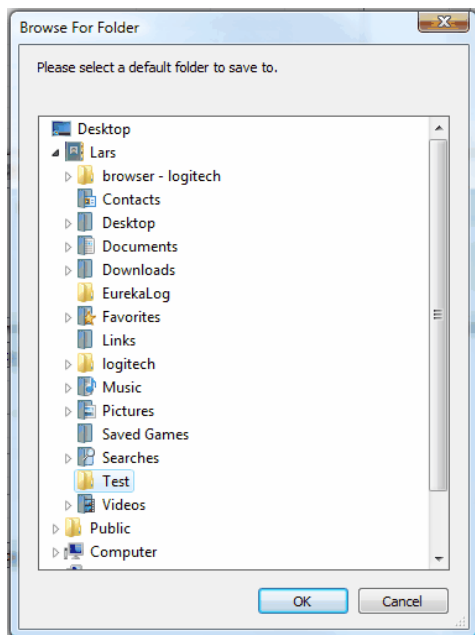 Browse For Folder
Please select a default folder to save to.
Desktop
Lars
browser - logitech
Contacts
Desktop
Documents
Downloads
EurekaLog
Favorites
Links
logitech
Music
Pictures
Saved Games
Searches
Test
Videos
Public
Computer
OK Cancel